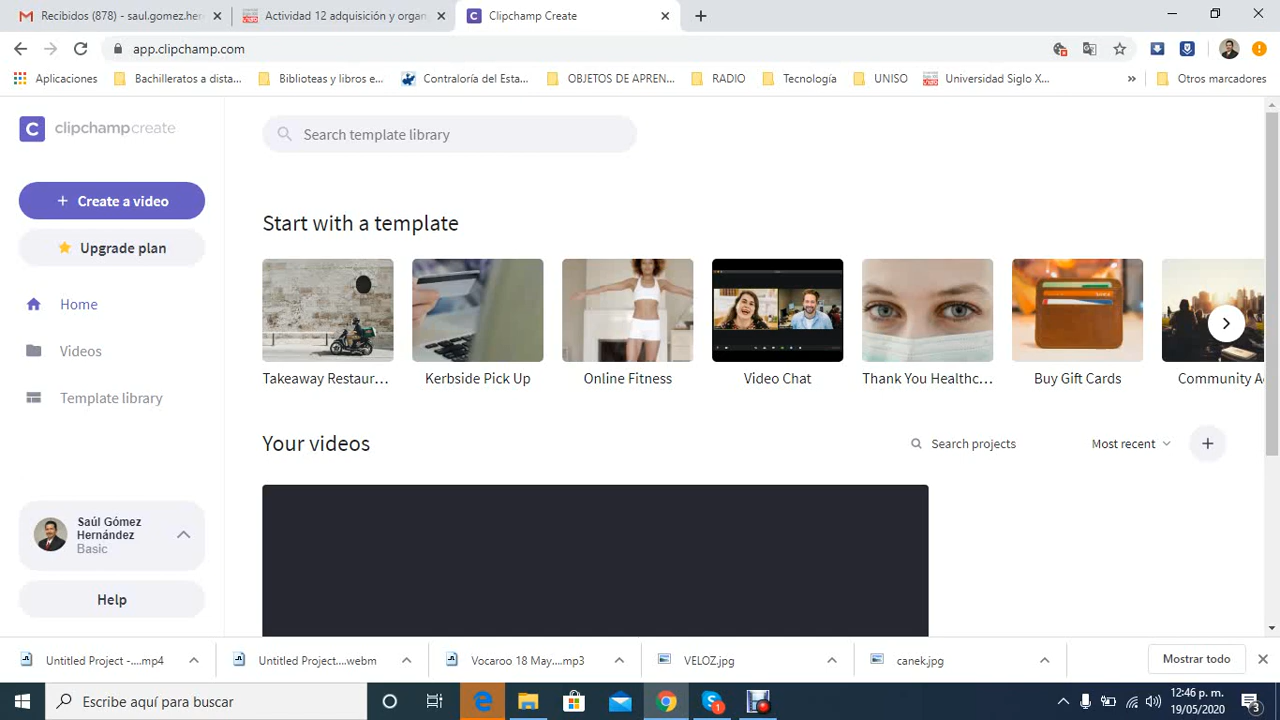 Recibidos (878) - saul.gomez.her
Actividad 12 adquisición y organ
Clipchamp Create
app.clipchamp.com
Aplicaciones
Bachilleratos a dista...
Biblioteas y libros e...
Contraloría del Esta...
OBJETOS DE APREN...
RADIO
Tecnología
UNISO
Universidad Siglo X...
»
Otros marcadores
C clipchamp create
Search template library
+ Create a video
Upgrade plan
Start with a template
Home
Videos
Template library
Takeaway Restaur...
Kerbside Pick Up
Online Fitness
Video Chat
Thank You Healthc...
Buy Gift Cards
Community A
Your videos
Search projects
Most recent
Saúl Gómez
Hernández
Basic
Help
Untitled Project -....mp4
Untitled Project....webm
Vocaroo 18 May....mp3
VELOZ.jpg
canek.jpg
Mostrar todo
Escribe aquí para buscar
1
12:46 p. m.
19/05/2020
3